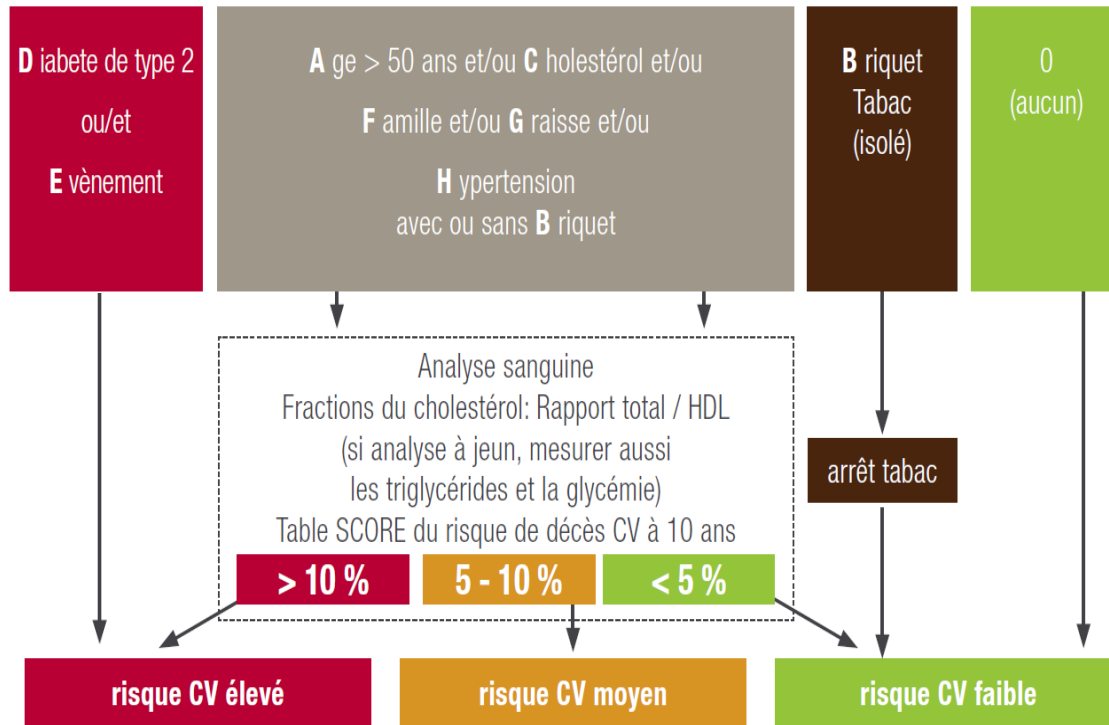 D iabete de type 2
ou/et
E vènement
A ge > 50 ans et/ou C holestérol et/ou
F amille et/ou G raisse et/ou
H ypertension
avec ou sans B riquet
B riquet
Tabac
(isolé)
0
(aucun)
Analyse sanguine
Fractions du cholestérol: Rapport total / HDL
(si analyse à jeun, mesurer aussi
les triglycérides et la glycémie)
Table SCORE du risque de décès CV à 10 ans
> 10 %
5 - 10 %
< 5 %
arrêt tabac
risque CV élevé
risque CV moyen
risque CV faible